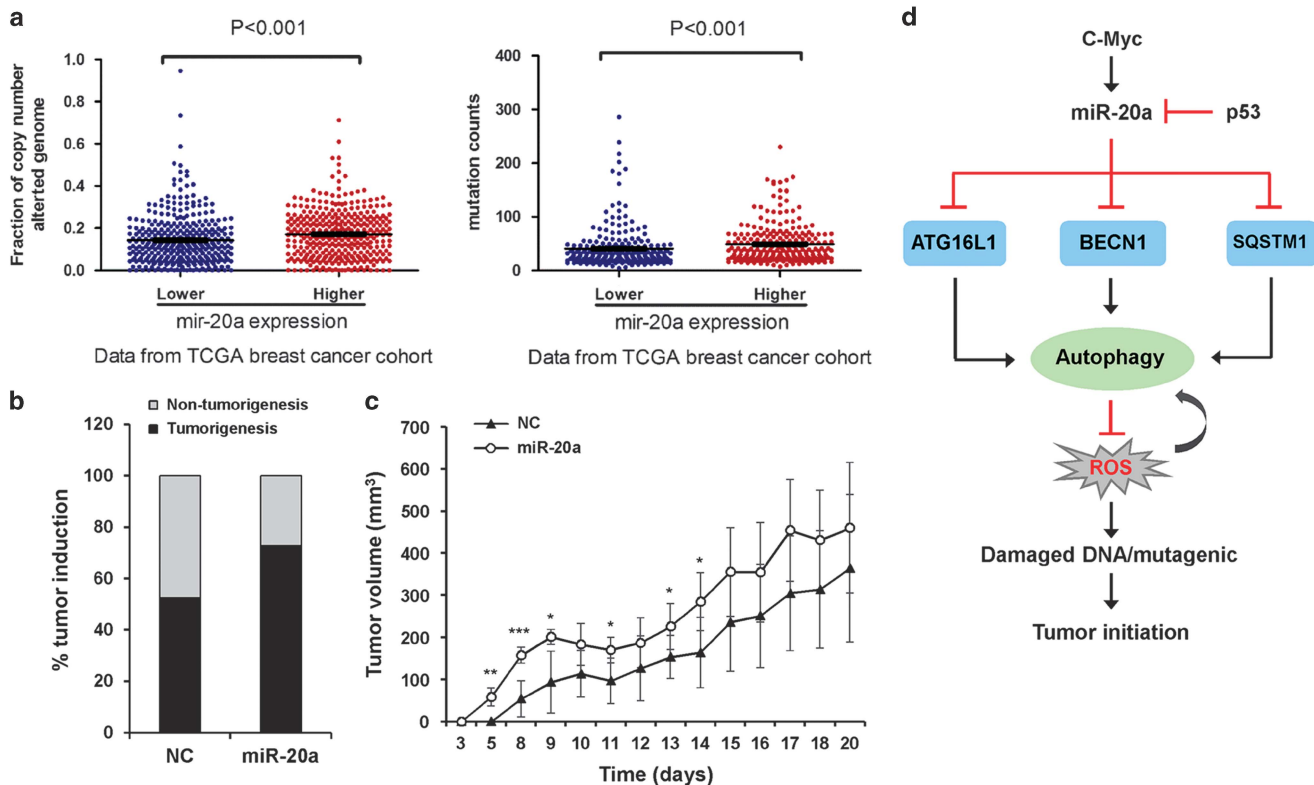 a
P<0.001
Fraction of copy number
alterted genome
1.0
0.8
0.6
0.4
0.2
0.0
Lower
Higher
mir-20a expression
Data from TCGA breast cancer cohort
P<0.001
mutation counts
400
300
200
100
50
0
Lower
Higher
mir-20a expression
Data from TCGA breast cancer cohort
b
Non-tumorigenesis
Tumorigenesis
% tumor induction
120
100
80
60
40
20
0
NC
miR-20a
c
NC
miR-20a
Tumor volume (mm³)
700
600
500
400
300
200
100
0
**
***
*
*
*
*
3 5 8 9 10 11 12 13 14 15 16 17 18 20
Time (days)
d
C-Myc
miR-20a p53
ATG16L1 BECN1 SQSTM1
Autophagy
ROS
Damaged DNA/mutagenic
Tumor initiation